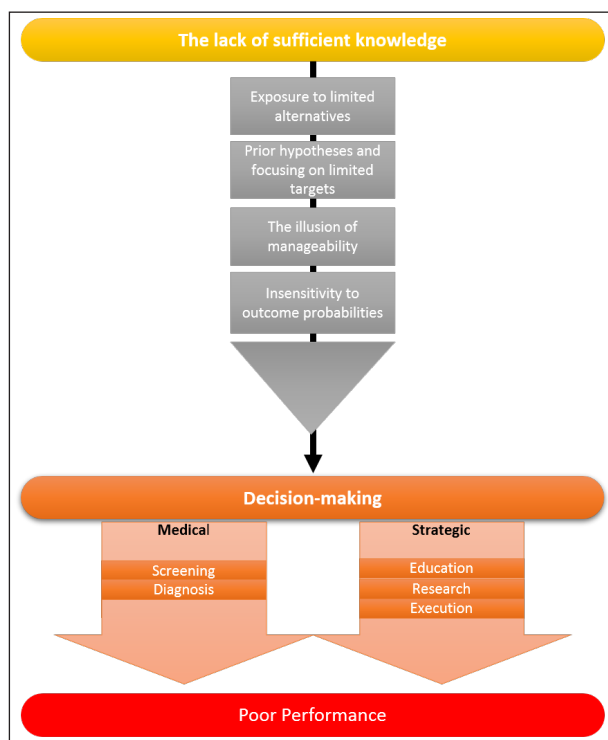 The lack of sufficient knowledge
Exposure to limited
alternatives
Prior hypotheses and
focusing on limited
targets
The illusion of
manageability
Insensitivity to
outcome probabilities
Decision-making
Medical
Screening
Diagnosis
Strategic
Education
Research
Execution
Poor Performance